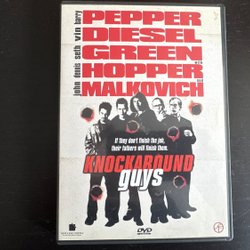 barry PEPPER
vin DIESEL
seth GREEN
denis HOPPER
john MALKOVICH
If they don't finish the job,
their fathers will finish them.
KNOCKAROUND
guys
DVD